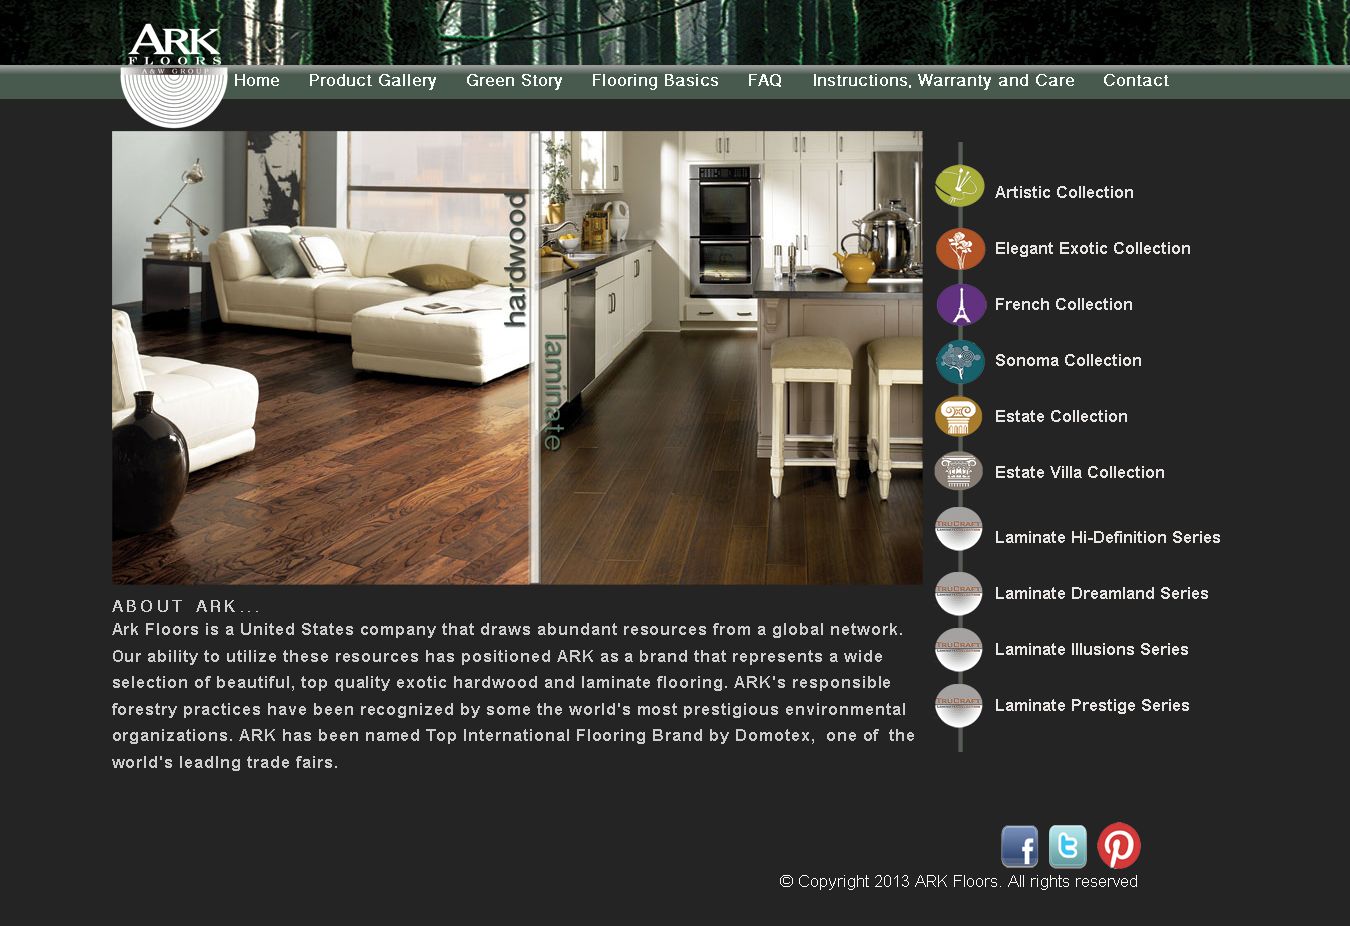 ARK
FLOORS
A&W GROUP
Home Product Gallery Green Story Flooring Basics FAQ Instructions, Warranty and Care Contact
hardwood
laminate
Artistic Collection
Elegant Exotic Collection
French Collection
Sonoma Collection
Estate Collection
Estate Villa Collection
TRUCRAFT
Laminate Hi-Definition Series
TRUCRAFT
Laminate Dreamland Series
TRUCRAFT
Laminate Illusions Series
TRUCRAFT
Laminate Prestige Series
ABOUT ARK...
Ark Floors is a United States company that draws abundant resources from a global network.
Our ability to utilize these resources has positioned ARK as a brand that represents a wide
selection of beautiful, top quality exotic hardwood and laminate flooring. ARK's responsible
forestry practices have been recognized by some the world's most prestigious environmental
organizations. ARK has been named Top International Flooring Brand by Domotex, one of the
world's leadIng trade fairs.
© Copyright 2013 ARK Floors. All rights reserved